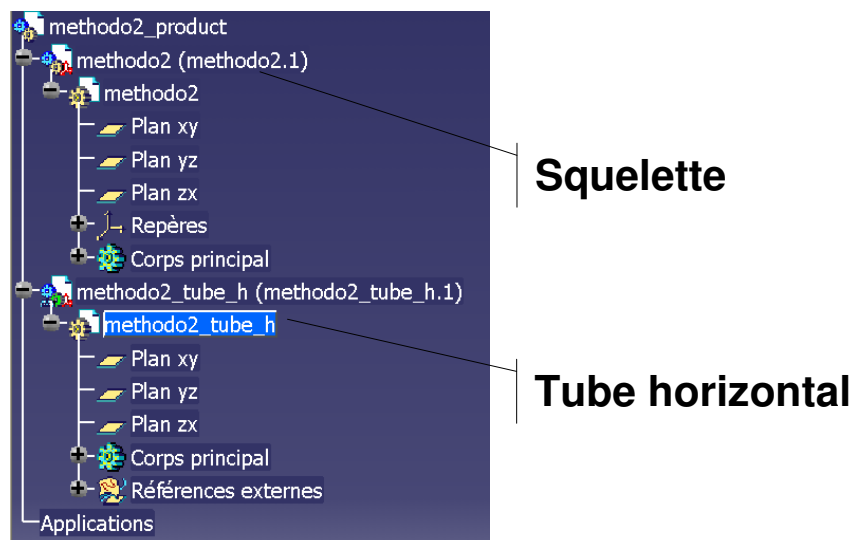 methodo2_product
methodo2 (methodo2.1)
methodo2
Plan xy
Plan yz
Plan zx
Repères
Corps principal
methodo2_tube_h (methodo2_tube_h.1)
methodo2_tube_h
Plan xy
Plan yz
Plan zx
Corps principal
Références externes
Applications
Squelette
Tube horizontal